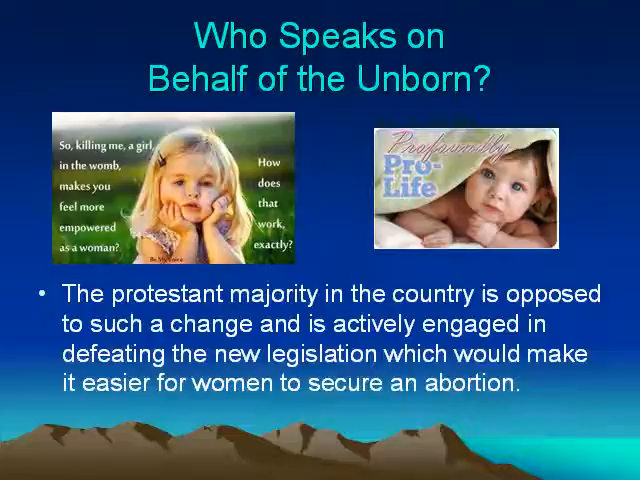 Who Speaks on
Behalf of the Unborn?
So, killing me, a girl,
in the womb,
makes you
feel more
empowered
as a woman?
How
does
that
work,
exactly?
Be My Voice
Profoundly
Pro-
Life
• The protestant majority in the country is opposed
to such a change and is actively engaged in
defeating the new legislation which would make
it easier for women to secure an abortion.